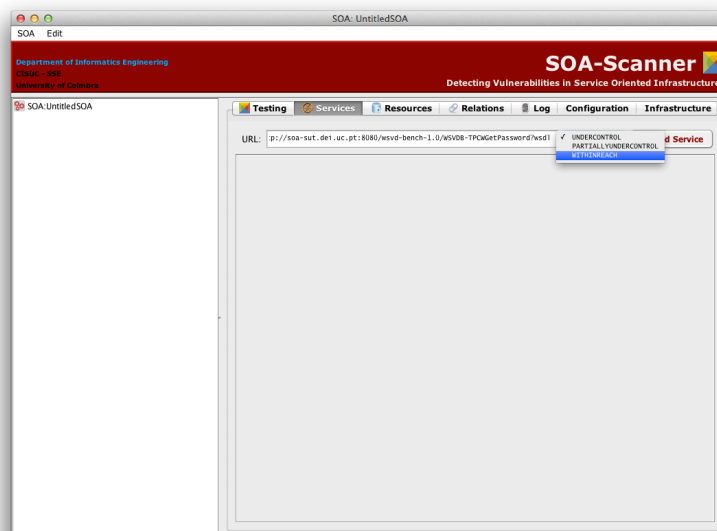 SOA: UntitledSOA
SOA Edit
Department of Informatics Engineering
CISUC - SSE
University of Coimbra
SOA-Scanner
Detecting Vulnerabilities in Service Oriented Infrastructure
SOA:UntitledSOA
Testing Services Resources Relations Log Configuration Infrastructure
URL: p://soa-sut.dei.uc.pt:8080/wsvd-bench-1.0/WSVDB-TPCWGetPassword?wsdl
✓ UNDERCONTROL
PARTIALLYUNDERCONTROL
WITHINREACH
d Service